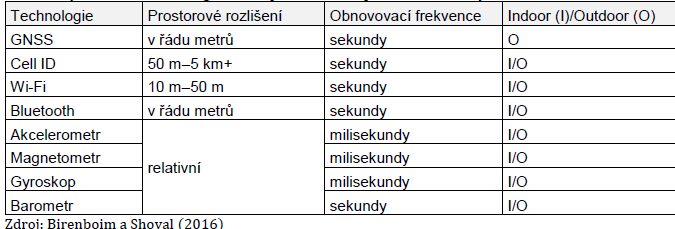 Technologie Prostorové rozlišení Obnovovací frekvence Indoor (I)/Outdoor (O)
GNSS v řádu metrů sekundy O
Cell ID 50 m–5 km+ sekundy I/O
Wi-Fi 10 m–50 m sekundy I/O
Bluetooth v řádu metrů sekundy I/O
Akcelerometr milisekundy I/O
Magnetometr milisekundy I/O
relativní
Gyroskop milisekundy I/O
Barometr sekundy I/O
Zdroj: Birenboim a Shoval (2016)